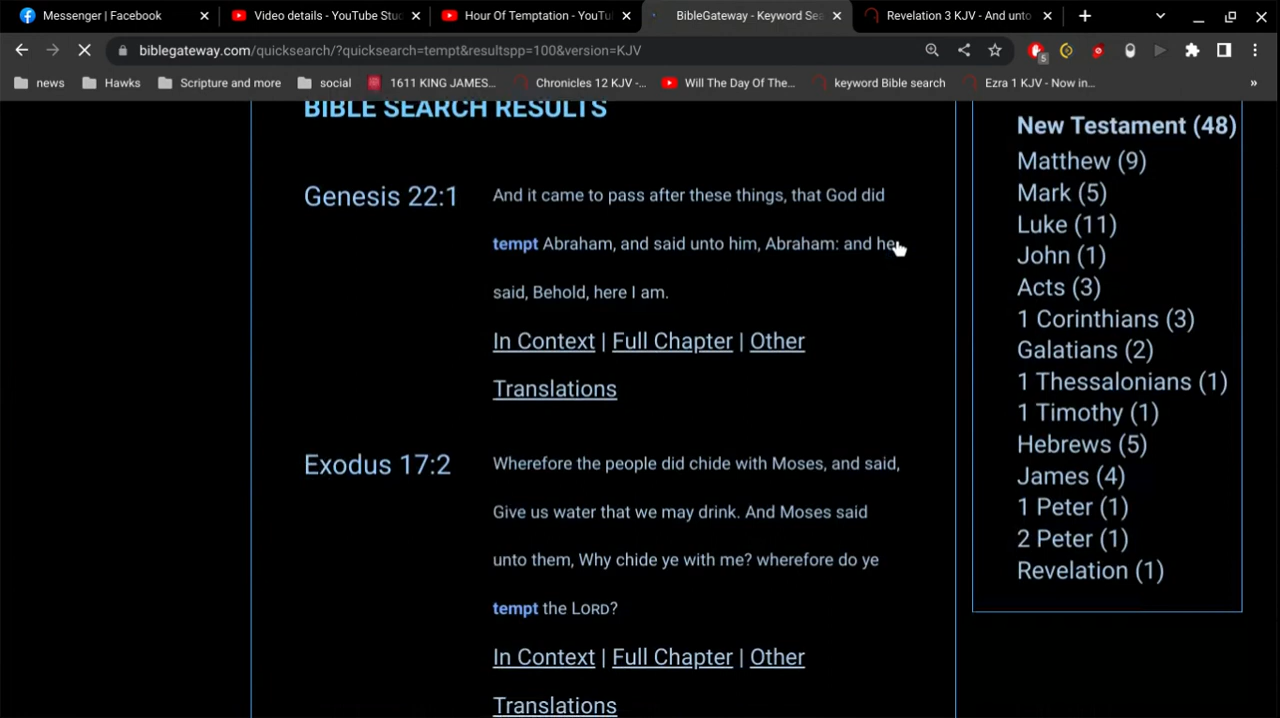 Messenger | Facebook
Video details - YouTube Stu
Hour Of Temptation - YouTu
BibleGateway - Keyword Sea
Revelation 3 KJV - And unto
biblegateway.com/quicksearch/?quicksearch=tempt&resultspp=100&version=KJV
5
news
Hawks
Scripture and more
social
1611 KING JAMES...
Chronicles 12 KJV -...
Will The Day Of The...
keyword Bible search
Ezra 1 KJV - Now in...
»
BIBLE SEARCH RESULTS
Genesis 22:1
And it came to pass after these things, that God did
tempt Abraham, and said unto him, Abraham: and he
said, Behold, here I am.
In Context | Full Chapter | Other
Translations
Exodus 17:2
Wherefore the people did chide with Moses, and said,
Give us water that we may drink. And Moses said
unto them, Why chide ye with me? wherefore do ye
tempt the LORD?
In Context | Full Chapter | Other
Translations
New Testament (48)
Matthew (9)
Mark (5)
Luke (11)
John (1)
Acts (3)
1 Corinthians (3)
Galatians (2)
1 Thessalonians (1)
1 Timothy (1)
Hebrews (5)
James (4)
1 Peter (1)
2 Peter (1)
Revelation (1)